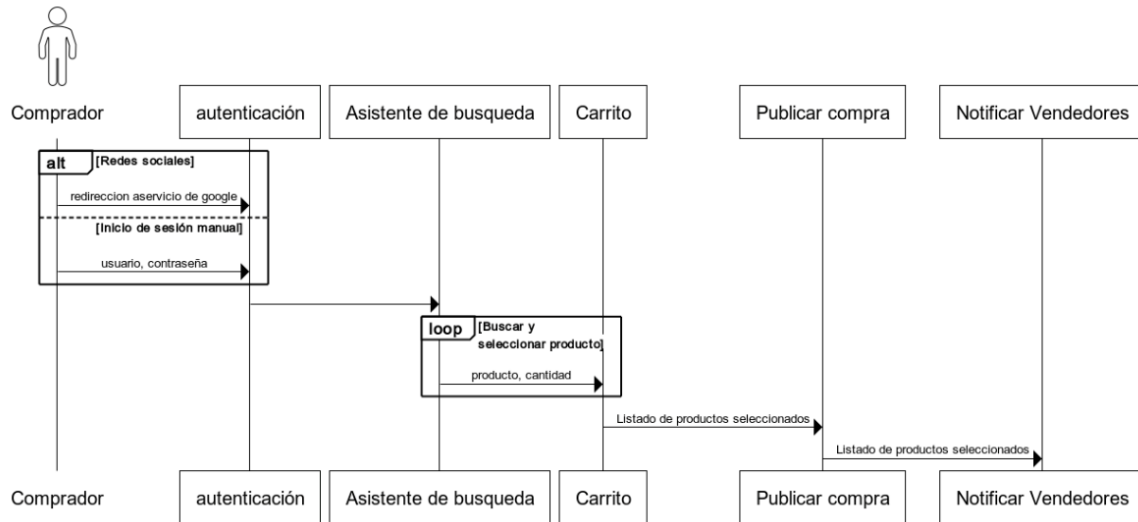 Comprador
autenticación
Asistente de busqueda
Carrito
Publicar compra
Notificar Vendedores
alt
[Redes sociales]
redireccion aservicio de google
[Inicio de sesión manual]
usuario, contraseña
loop
[Buscar y
seleccionar producto]
producto, cantidad
Listado de productos seleccionados
Listado de productos seleccionados
Comprador
autenticación
Asistente de busqueda
Carrito
Publicar compra
Notificar Vendedores